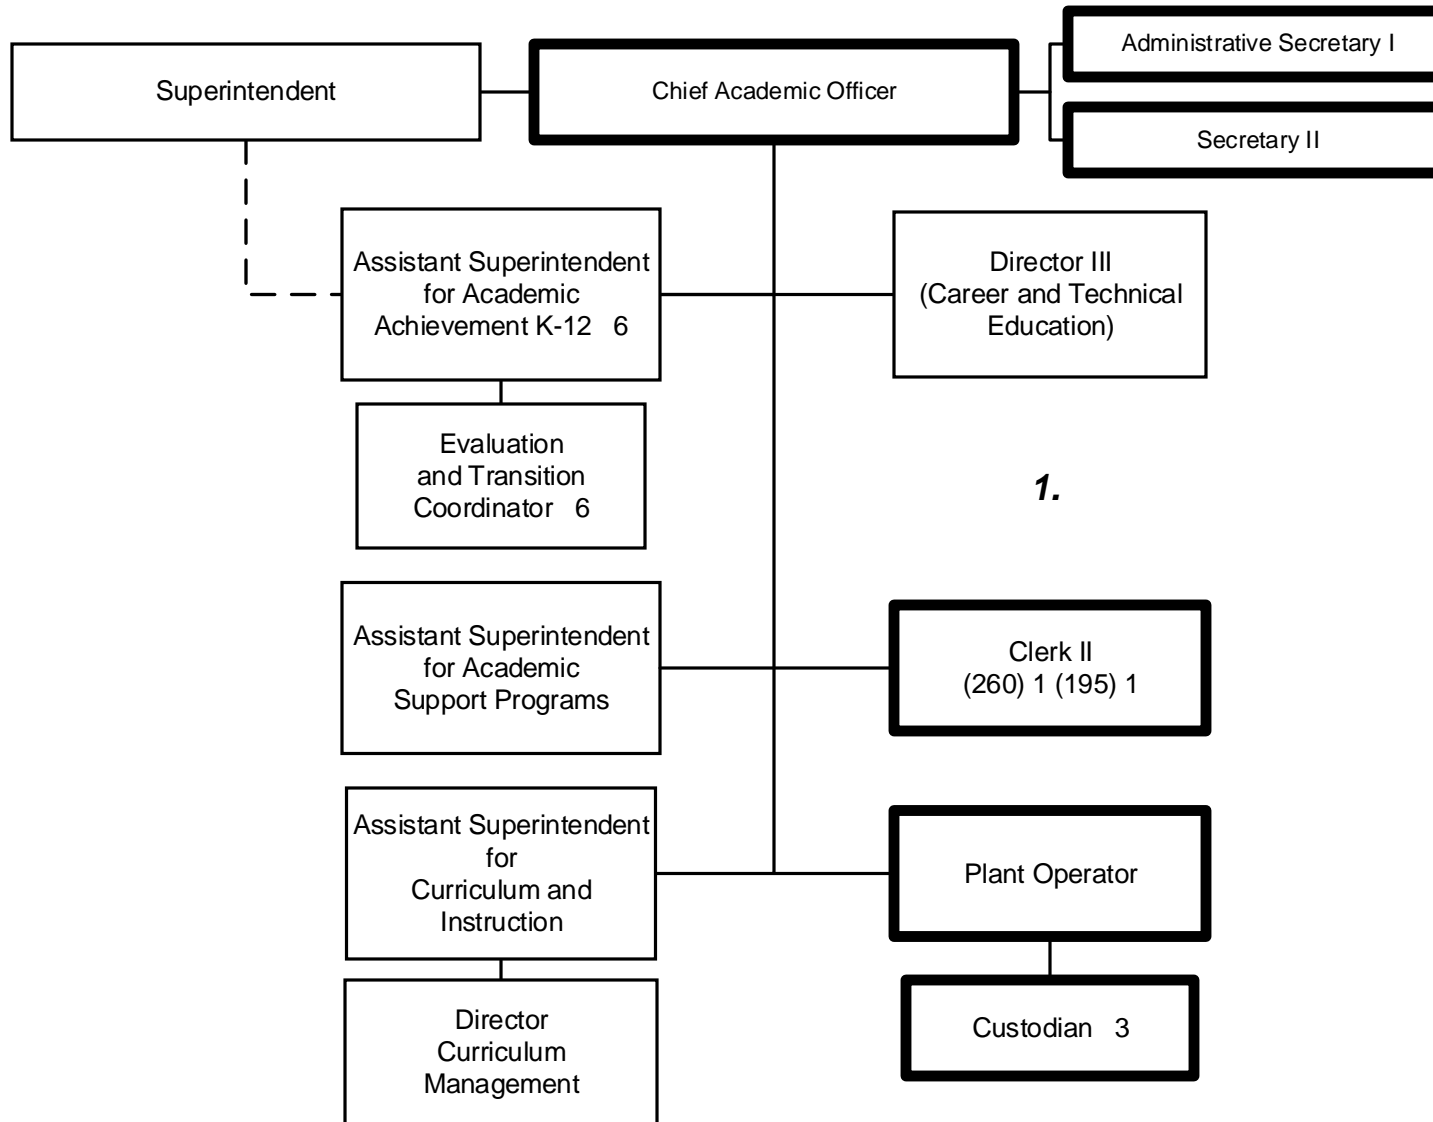 Superintendent
Chief Academic Officer
Administrative Secretary I
Secretary II
Assistant Superintendent
for Academic
Achievement K-12 6
Director III
(Career and Technical
Education)
Evaluation
and Transition
Coordinator 6
1.
Assistant Superintendent
for Academic
Support Programs
Clerk II
(260) 1 (195) 1
Assistant Superintendent
for
Curriculum and
Instruction
Plant Operator
Director
Curriculum
Management
Custodian 3